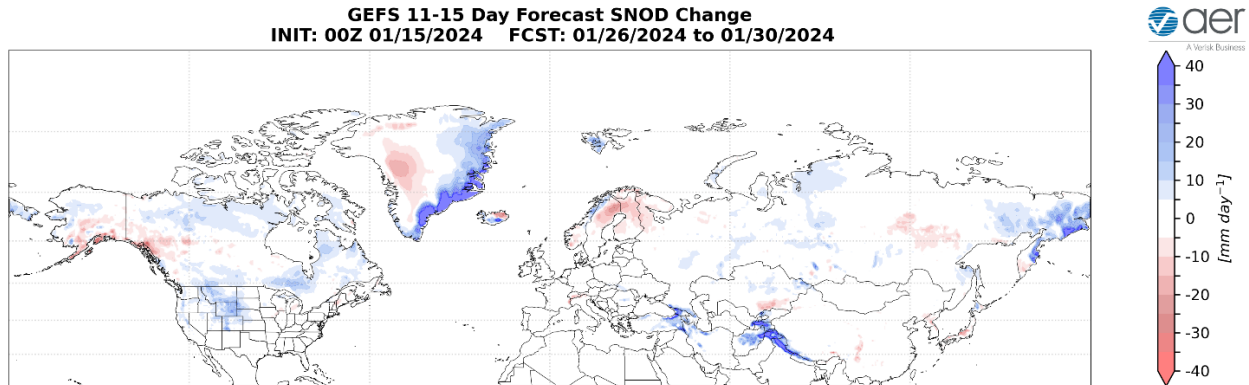 GEFS 11-15 Day Forecast SNOD Change
INIT: 00Z 01/15/2024    FCST: 01/26/2024 to 01/30/2024
aer
A Verisk Business
40
30
20
10
0
-10
-20
-30
-40
[mm day⁻¹]